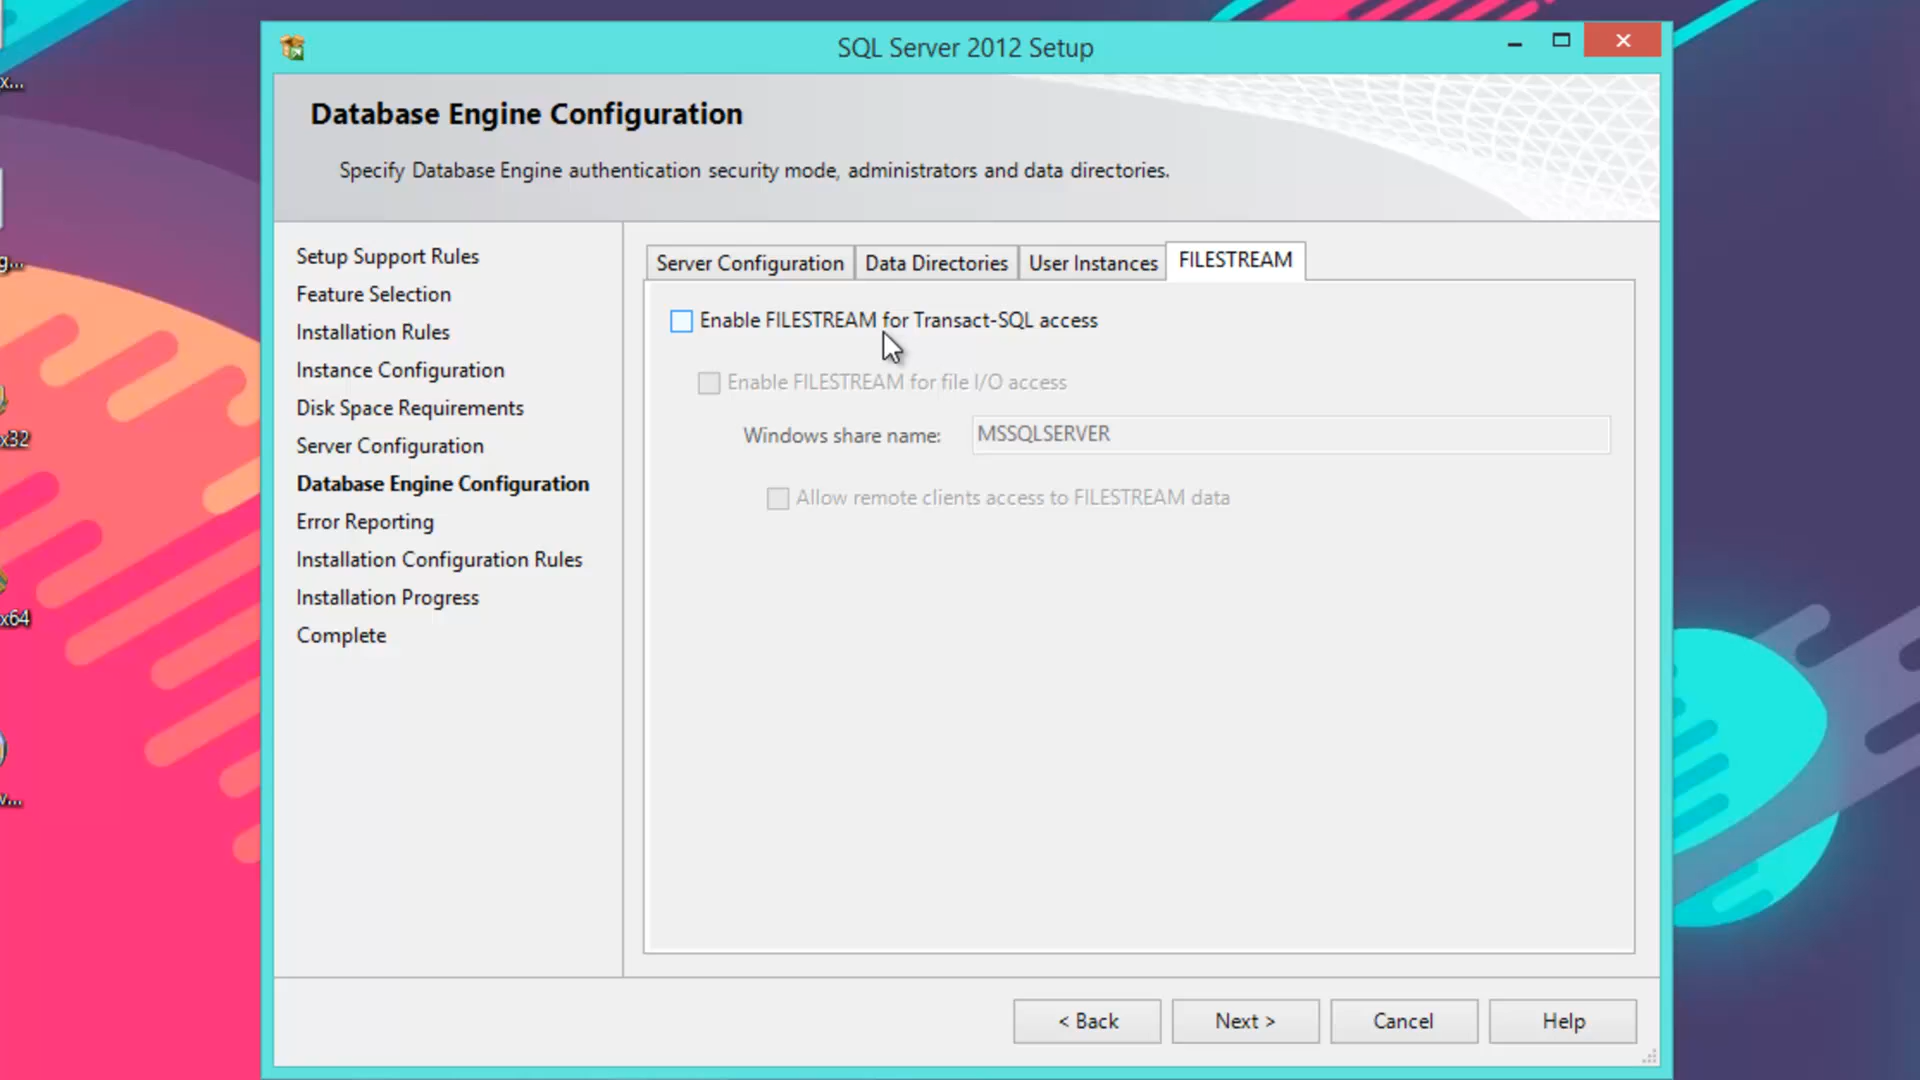 SQL Server 2012 Setup
Database Engine Configuration
Specify Database Engine authentication security mode, administrators and data directories.
Setup Support Rules
Feature Selection
Installation Rules
Instance Configuration
Disk Space Requirements
Server Configuration
Database Engine Configuration
Error Reporting
Installation Configuration Rules
Installation Progress
Complete
Server Configuration
Data Directories
User Instances
FILESTREAM
Enable FILESTREAM for Transact-SQL access
Enable FILESTREAM for file I/O access
Windows share name:
MSSQLSERVER
Allow remote clients access to FILESTREAM data
< Back
Next >
Cancel
Help
x...
g...
x32
x64